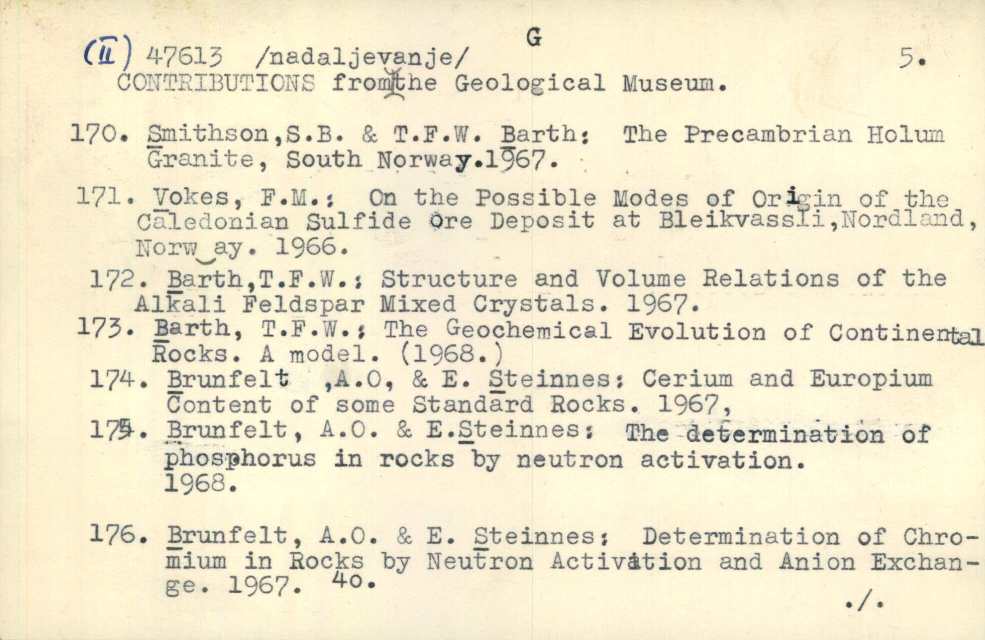 G
(II) 47613 /nadaljevanje/ 5.
CONTRIBUTIONS from the Geological Museum.
170. Smithson,S.B. & T.F.W. Barth: The Precambrian Holum
Granite, South Norway.1967.
171. Vokes, F.M.: On the Possible Modes of Origin of the
Caledonian Sulfide Ore Deposit at Bleikvassli,Nordland,
Norway. 1966.
172. Barth,T.F.W.: Structure and Volume Relations of the
Alkali Feldspar Mixed Crystals. 1967.
173. Barth, T.F.W.: The Geochemical Evolution of Continental
Rocks. A model. (1968.)
174. Brunfelt ,A.O, & E. Steinnes: Cerium and Europium
Content of some Standard Rocks. 1967,
175. Brunfelt, A.O. & E.Steinnes: The determination of
phosphorus in rocks by neutron activation.
1968.
176. Brunfelt, A.O. & E. Steinnes: Determination of Chro-
mium in Rocks by Neutron Activation and Anion Exchan-
ge. 1967. 4o.
./.